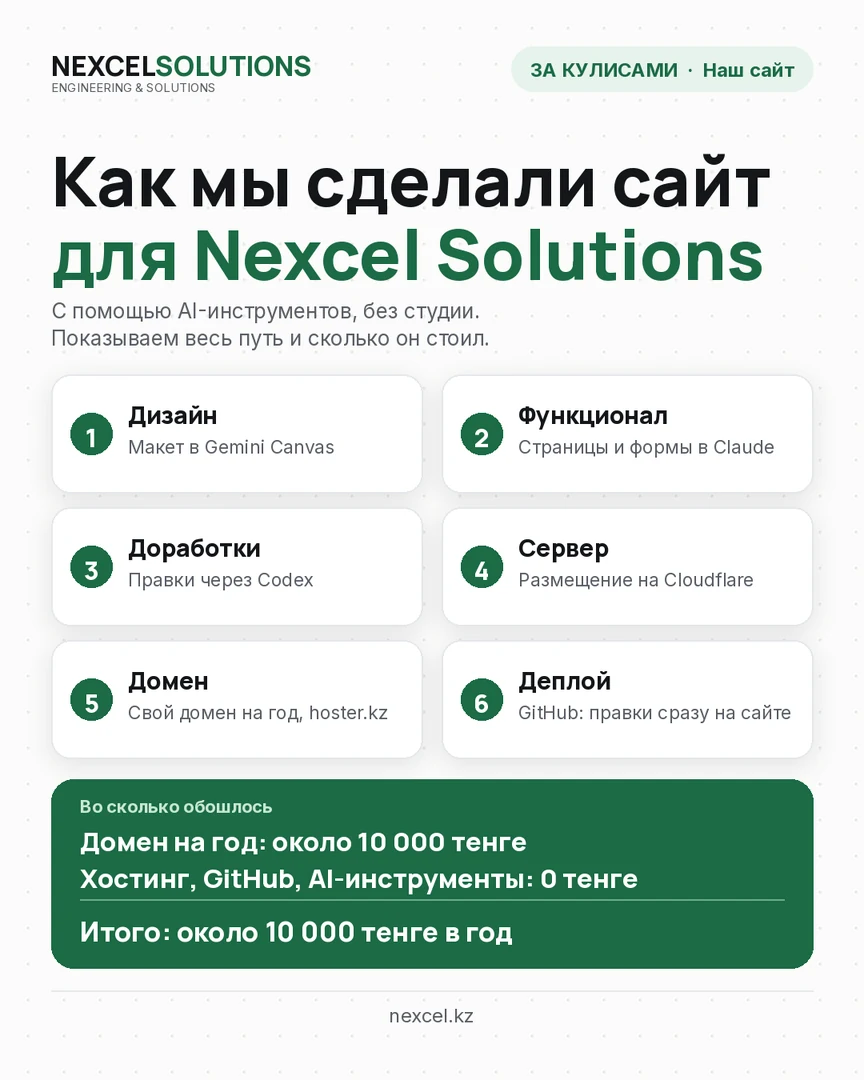 NEXCELSOLUTIONS
ENGINEERING & SOLUTIONS
ЗА КУЛИСАМИ · Наш сайт
Как мы сделали сайт
для Nexcel Solutions
С помощью AI-инструментов, без студии.
Показываем весь путь и сколько он стоил.
1
Дизайн
Макет в Gemini Canvas
2
Функционал
Страницы и формы в Claude
3
Доработки
Правки через Codex
4
Сервер
Размещение на Cloudflare
5
Домен
Свой домен на год, hoster.kz
6
Деплой
GitHub: правки сразу на сайте
Во сколько обошлось
Домен на год: около 10 000 тенге
Хостинг, GitHub, AI-инструменты: 0 тенге
Итого: около 10 000 тенге в год
nexcel.kz